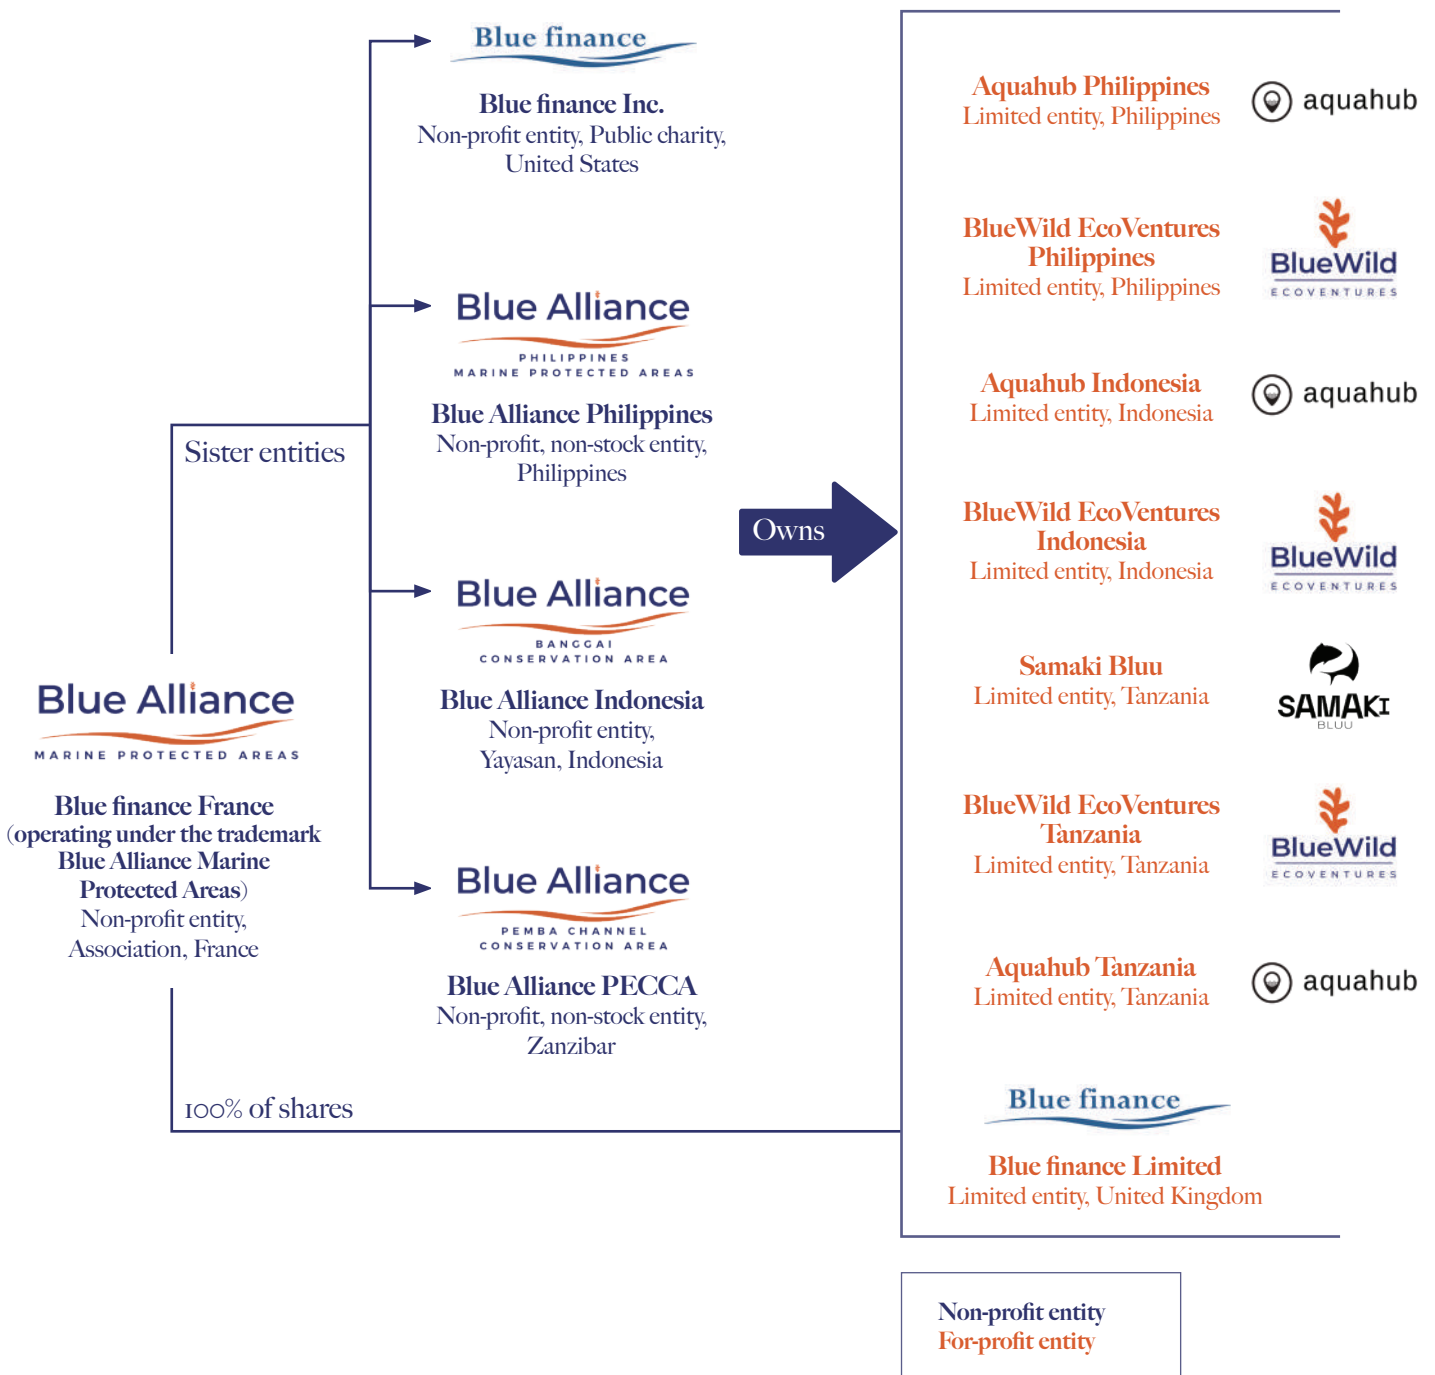 Blue finance
Blue finance Inc.
Non-profit entity, Public charity,
United States
Blue Alliance
PHILIPPINES
MARINE PROTECTED AREAS
Blue Alliance Philippines
Non-profit, non-stock entity,
Philippines
Sister entities
Blue Alliance
BANGGAI
CONSERVATION AREA
Blue Alliance Indonesia
Non-profit entity,
Yayasan, Indonesia
Blue Alliance
MARINE PROTECTED AREAS
Blue finance France
(operating under the trademark
Blue Alliance Marine
Protected Areas)
Non-profit entity,
Association, France
Blue Alliance
PEMBA CHANNEL
CONSERVATION AREA
Blue Alliance PECCA
Non-profit, non-stock entity,
Zanzibar
100% of shares
Owns
Aquahub Philippines
Limited entity, Philippines
aquahub
BlueWild EcoVentures
Philippines
Limited entity, Philippines
BlueWild
ECOVENTURES
Aquahub Indonesia
Limited entity, Indonesia
aquahub
BlueWild EcoVentures
Indonesia
Limited entity, Indonesia
BlueWild
ECOVENTURES
Samaki Bluu
Limited entity, Tanzania
SAMAKI
BLUU
BlueWild EcoVentures
Tanzania
Limited entity, Tanzania
BlueWild
ECOVENTURES
Aquahub Tanzania
Limited entity, Tanzania
aquahub
Blue finance
Blue finance Limited
Limited entity, United Kingdom
Non-profit entity
For-profit entity